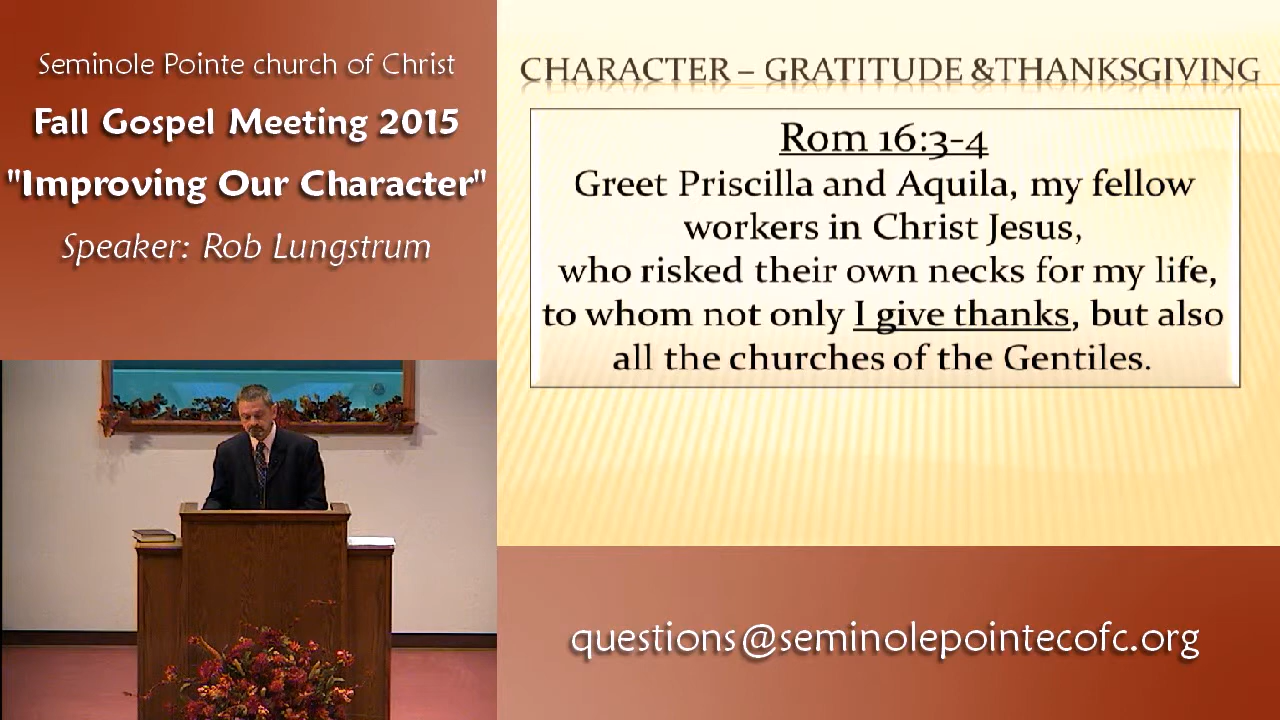 Seminole Pointe church of Christ
Fall Gospel Meeting 2015
"Improving Our Character"
Speaker: Rob Lungstrum
CHARACTER – GRATITUDE &THANKSGIVING
Rom 16:3-4
Greet Priscilla and Aquila, my fellow
workers in Christ Jesus,
who risked their own necks for my life,
to whom not only I give thanks, but also
all the churches of the Gentiles.
questions@seminolepointecofc.org